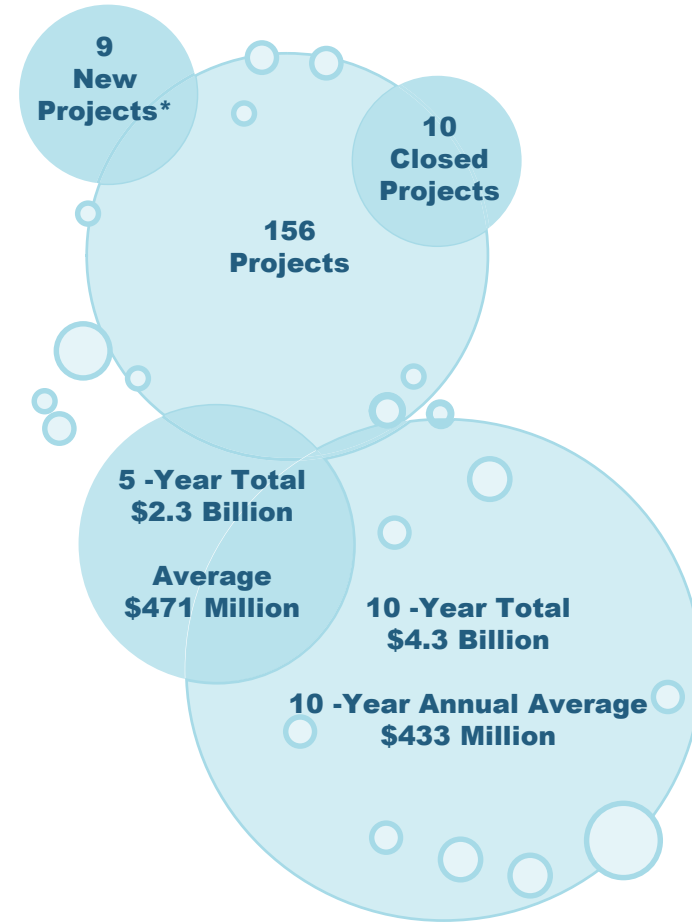 9
New
Projects*
10
Closed
Projects
156
Projects
5 -Year Total
$2.3 Billion
Average
$471 Million
10 -Year Total
$4.3 Billion
10 -Year Annual Average
$433 Million